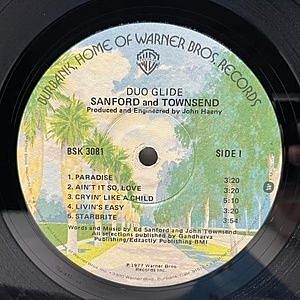 BURBANK, HOME OF WARNER BROS. RECORDS
DUO GLIDE
SANFORD and TOWNSEND
Produced and Engineered by John Haeny
BSK 3081
SIDE 1
1. PARADISE 3:20
2. AIN'T IT SO, LOVE 3:20
3. CRYIN' LIKE A CHILD 5:10
4. LIVIN'S EASY 3:20
5. STARBRITE 3:54
Words and Music by Ed Sanford and John Townsend
All selections published by Gandharva
Publishing/Edzactly Publishing-BMI
℗ 1977 Warner Bros.
Records Inc.